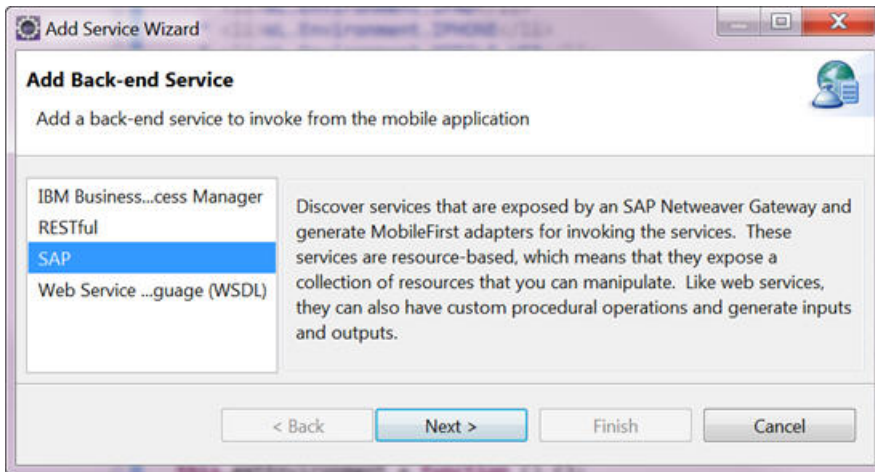 Add Service Wizard
Add Back-end Service
Add a back-end service to invoke from the mobile application
IBM Business...cess Manager
RESTful
SAP
Web Service ...guage (WSDL)
Discover services that are exposed by an SAP Netweaver Gateway and
generate MobileFirst adapters for invoking the services. These
services are resource-based, which means that they expose a
collection of resources that you can manipulate. Like web services,
they can also have custom procedural operations and generate inputs
and outputs.
< Back
Next >
Finish
Cancel